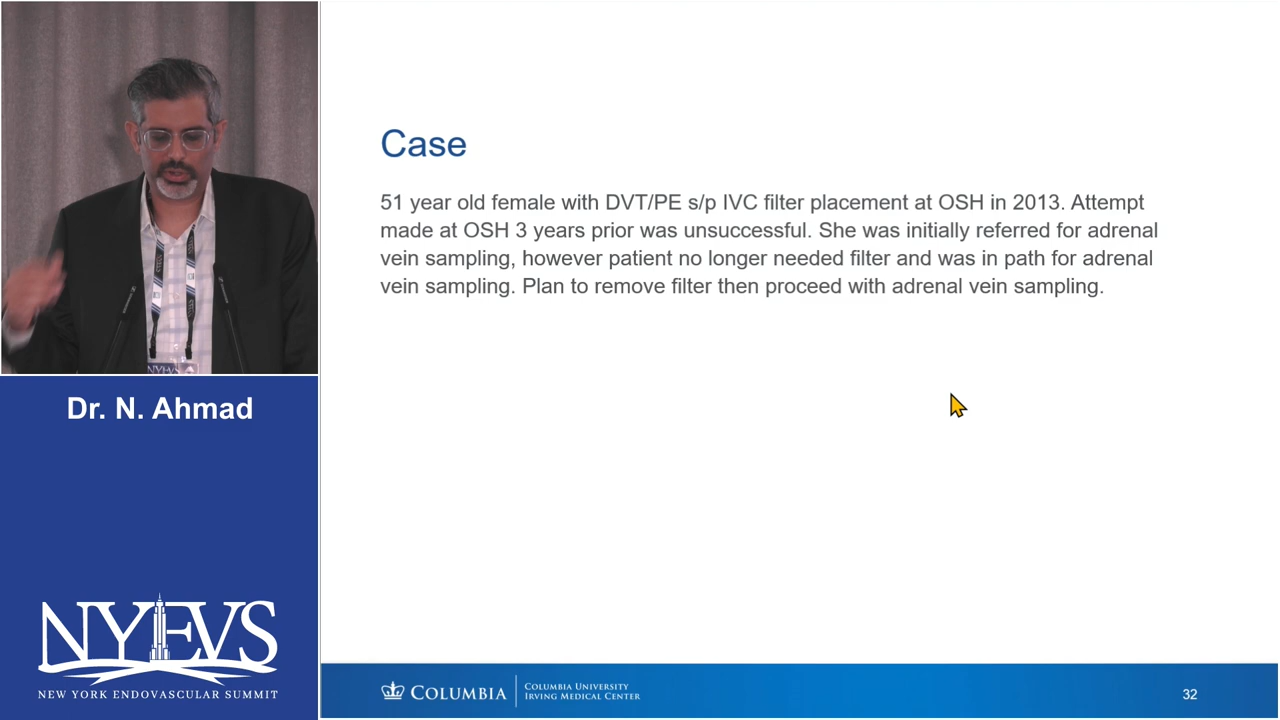 Case
51 year old female with DVT/PE s/p IVC filter placement at OSH in 2013. Attempt
made at OSH 3 years prior was unsuccessful. She was initially referred for adrenal
vein sampling, however patient no longer needed filter and was in path for adrenal
vein sampling. Plan to remove filter then proceed with adrenal vein sampling.
Dr. N. Ahmad
NYEVS
NEW YORK ENDOVASCULAR SUMMIT
COLUMBIA
COLUMBIA UNIVERSITY
IRVING MEDICAL CENTER
32